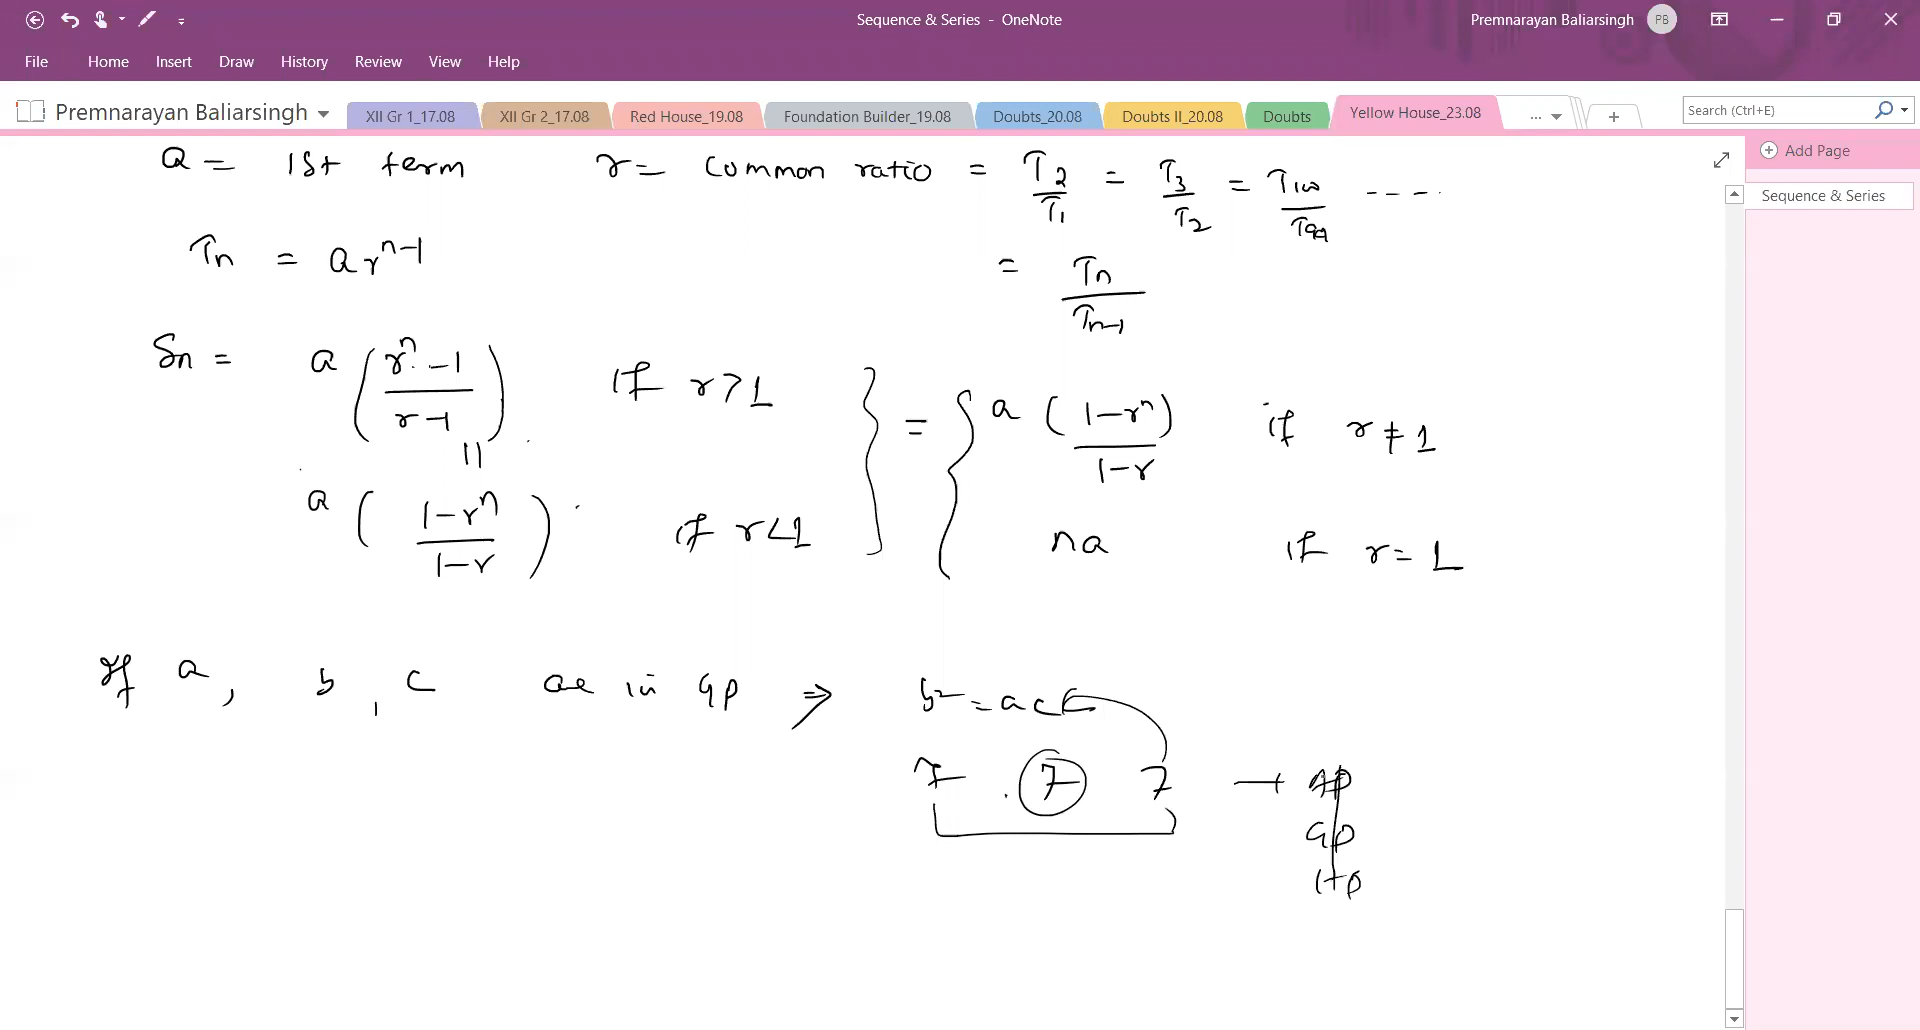 Sequence & Series - OneNote
Premnarayan Baliarsingh PB
File Home Insert Draw History Review View Help
Premnarayan Baliarsingh XII Gr 1_17.08 XII Gr 2_17.08 Red House_19.08 Foundation Builder_19.08 Doubts_20.08 Doubts II_20.08 Doubts Yellow House_23.08 ... + Search (Ctrl+E)
Add Page
Sequence & Series
a = 1st term r = common ratio = T2/T1 = T3/T2 = T100/T99 -----
Tn = ar^n-1 = Tn/Tn-1
Sn = a (r^n - 1 / r - 1) if r > 1 } = { a (1 - r^n) / 1 - r if r ≠ 1
||
a (1 - r^n / 1 - r) if r < 1 na if r = 1
If a, b, c are in GP ⇒ b² = ac
7 . 7 7 → AP
GP
HP